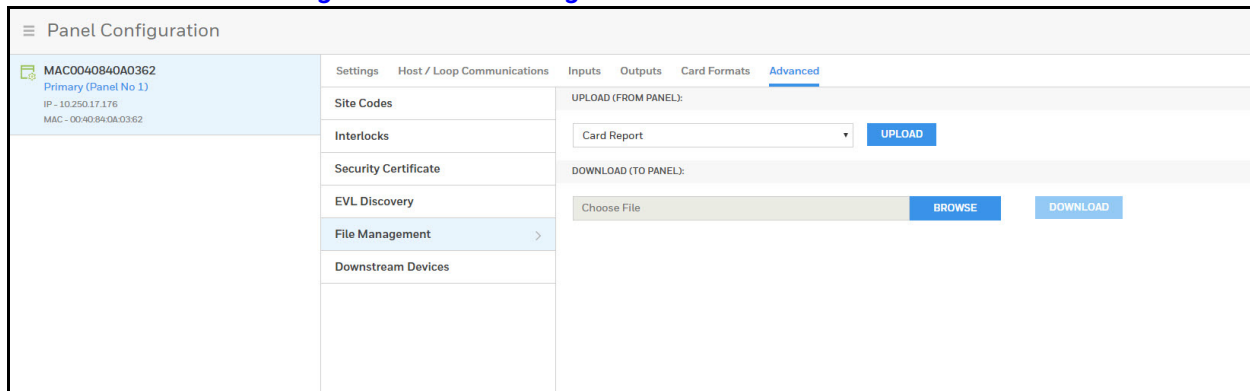 Panel Configuration
MAC0040840A0362
Primary (Panel No 1)
IP - 10.250.17.176
MAC - 00:40:84:0A:03:62
Settings Host / Loop Communications Inputs Outputs Card Formats Advanced
Site Codes
Interlocks
Security Certificate
EVL Discovery
File Management
Downstream Devices
UPLOAD (FROM PANEL):
Card Report UPLOAD
DOWNLOAD (TO PANEL):
Choose File BROWSE DOWNLOAD